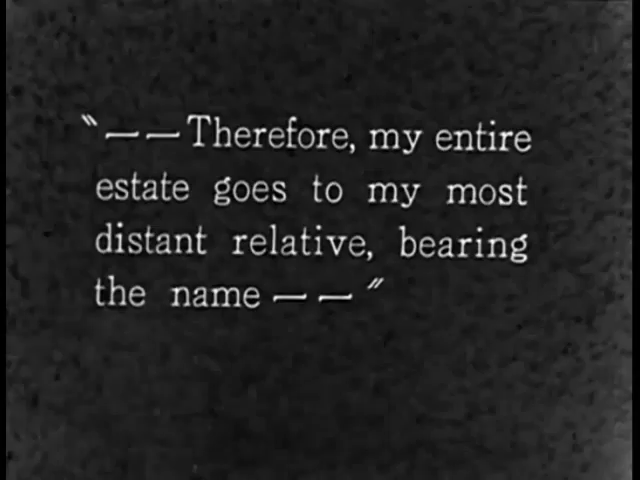 "— — Therefore, my entire
estate goes to my most
distant relative, bearing
the name — — "